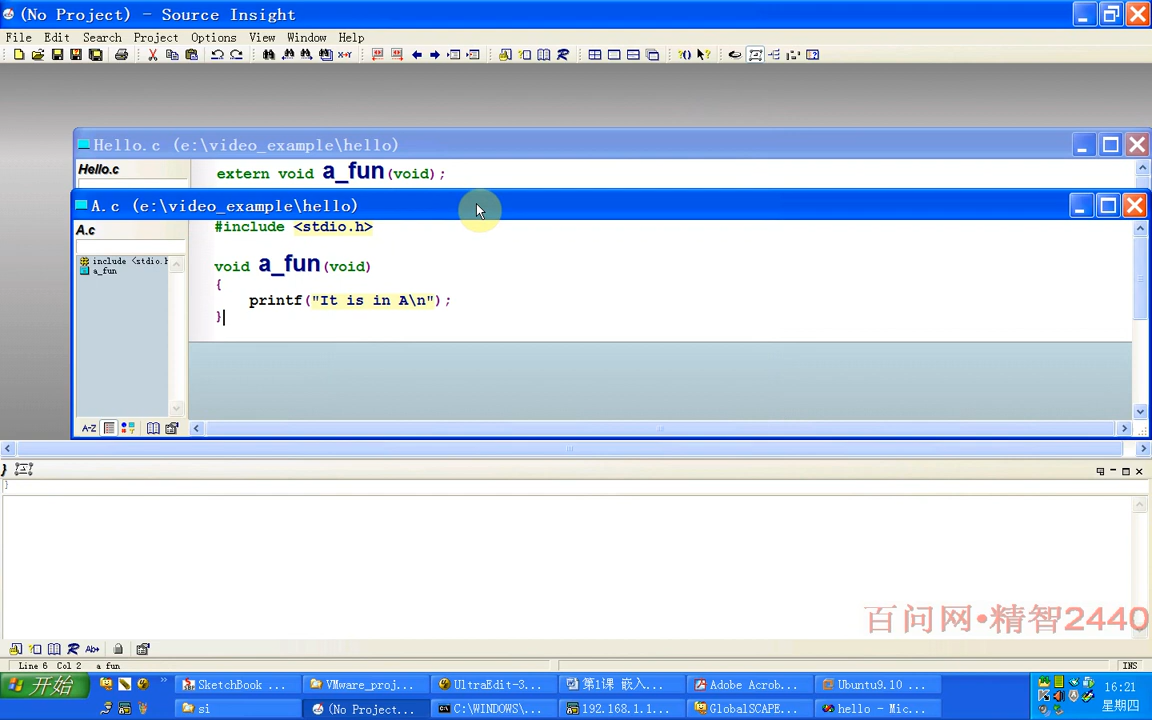 (No Project) - Source Insight
File Edit Search Project Options View Window Help
Hello.c (e:\video_example\hello)
Hello.c
extern void a_fun(void);
A.c (e:\video_example\hello)
A.c
#include <stdio.h>
include <stdio.h
a_fun
void a_fun(void)
{
printf("It is in A\n");
}
A-Z
}
}
百问网•精智2440
Line 6 Col 2 a fun
INS
开始
SketchBook ...
VMware_proj...
UltraEdit-3...
第1课 嵌入...
Adobe Acrob...
Ubuntu9.10 ...
16:21
si
(No Project...
C:\WINDOWS\...
192.168.1.1...
GlobalSCAPE...
hello - Mic...
星期四